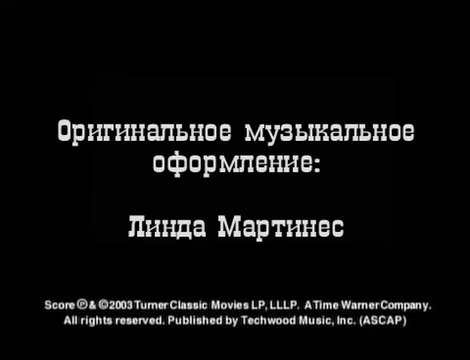 Оригинальное музыкальное
оформление:
Линда Мартинес
Score ℗ & ©2003 Turner Classic Movies LP, LLLP. A Time Warner Company.
All rights reserved. Published by Techwood Music, Inc. (ASCAP)